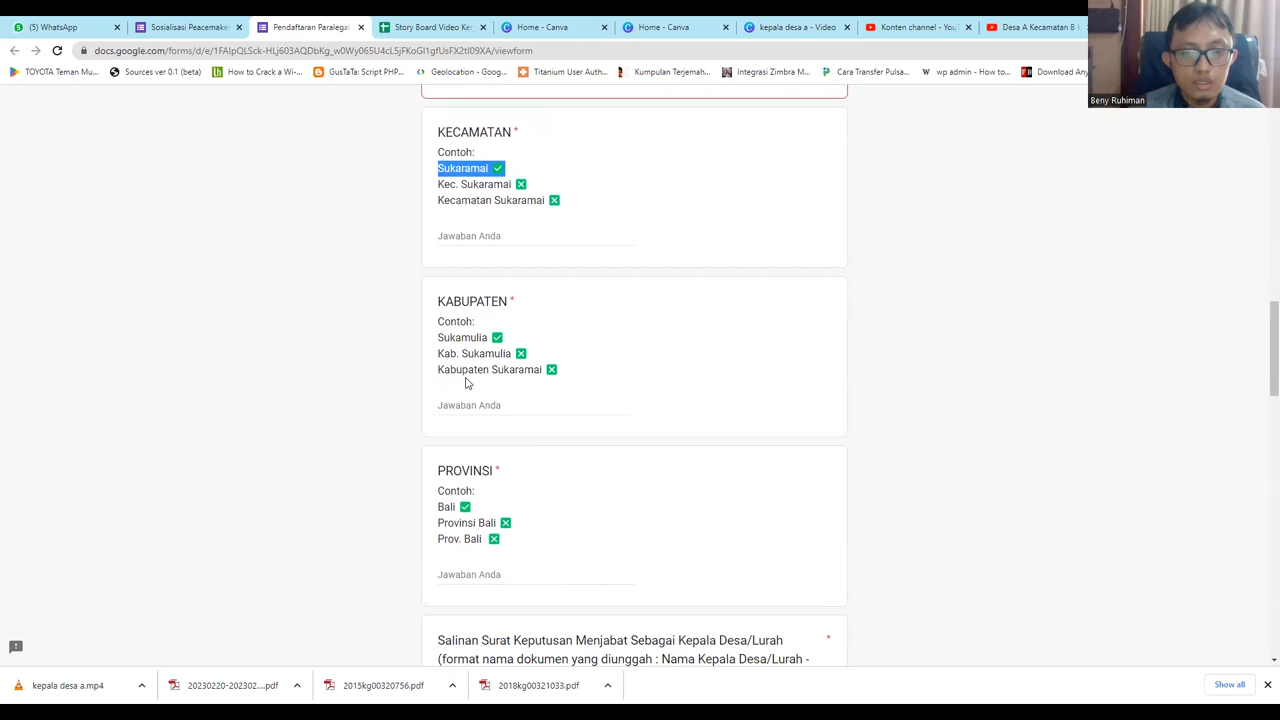 (5) WhatsApp
Sosialisasi Peacemake
Pendaftaran Paralega
Story Board Video Ke
Home - Canva
Home - Canva
kepala desa a - Video
Konten channel - YouT
Desa A Kecamatan B
docs.google.com/forms/d/e/1FAIpQLSck-HLj603AQDbKg_w0Wy065U4cL5jFKoGI1gfUsFX2tI09XA/viewform
TOYOTA Teman Mu...
Sources ver 0.1 (beta)
How to Crack a Wi-...
GusTaTa: Script PHP...
Geolocation - Goog...
Titanium User Auth...
Kumpulan Terjemah...
Integrasi Zimbra M...
Cara Transfer Pulsa...
wp admin - How to...
Download Any
Beny Ruhiman
KECAMATAN *
Contoh:
Sukaramai ✅
Kec. Sukaramai ❎
Kecamatan Sukaramai ❎
Jawaban Anda
KABUPATEN *
Contoh:
Sukamulia ✅
Kab. Sukamulia ❎
Kabupaten Sukaramai ❎
Jawaban Anda
PROVINSI *
Contoh:
Bali ✅
Provinsi Bali ❎
Prov. Bali ❎
Jawaban Anda
Salinan Surat Keputusan Menjabat Sebagai Kepala Desa/Lurah *
(format nama dokumen yang diunggah : Nama Kepala Desa/Lurah -
kepala desa a.mp4
20230220-202302....pdf
2015kg00320756.pdf
2018kg00321033.pdf
Show all